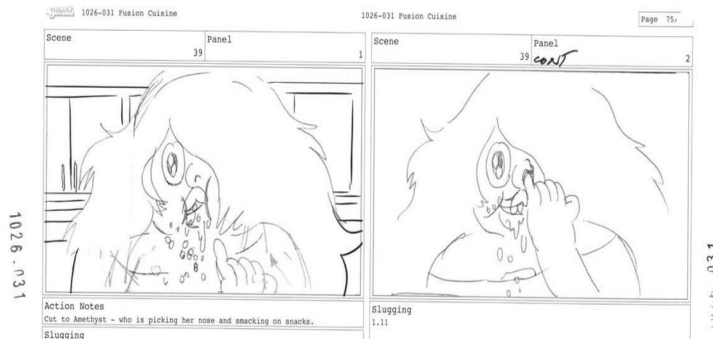 1026-031 Fusion Cuisine
1026-031 Fusion Cuisine
Page 75/
Scene
39
Panel
1
Scene
39
Panel
CONT
2
1026-031
Action Notes
Cut to Amethyst - who is picking her nose and smacking on snacks.
Slugging
Slugging
1.11